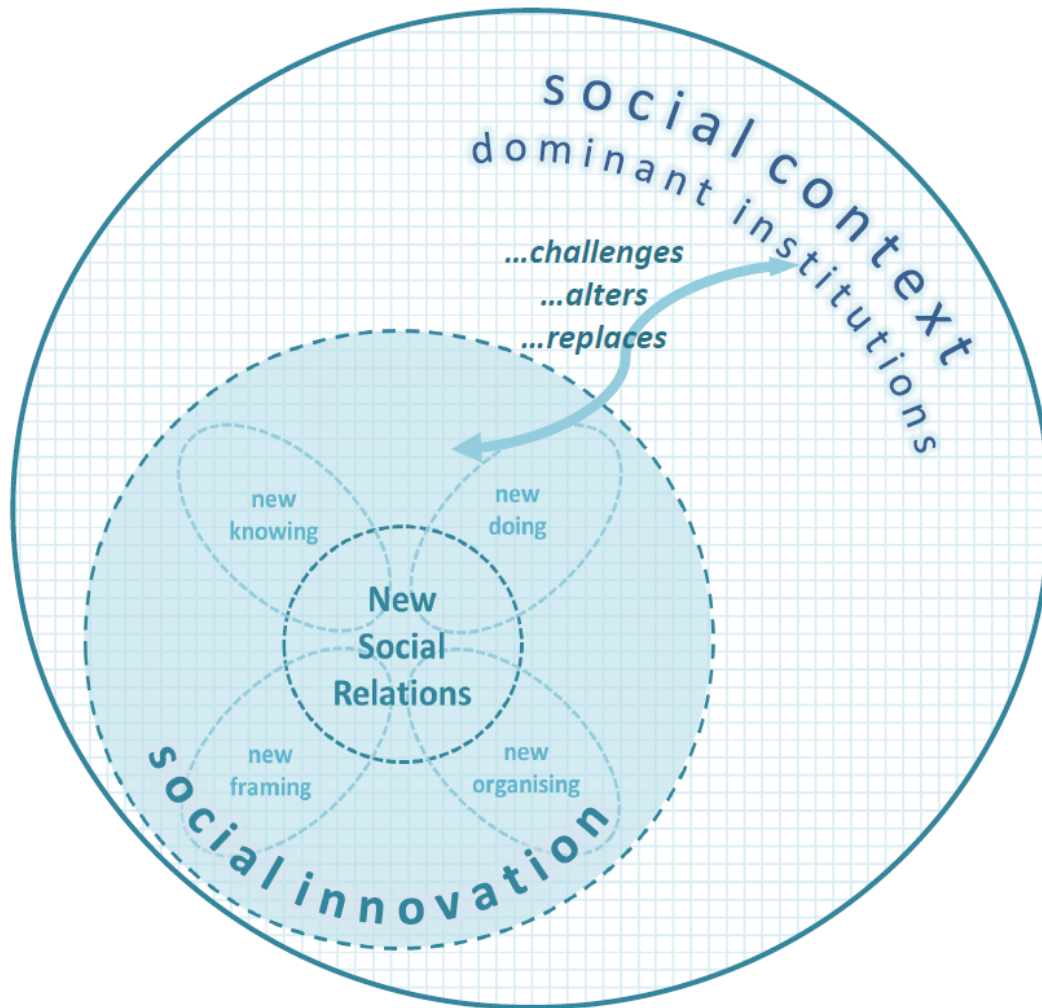 social context
dominant institutions
...challenges
...alters
...replaces
new
knowing
new
doing
New
Social
Relations
new
framing
new
organising
social innovation